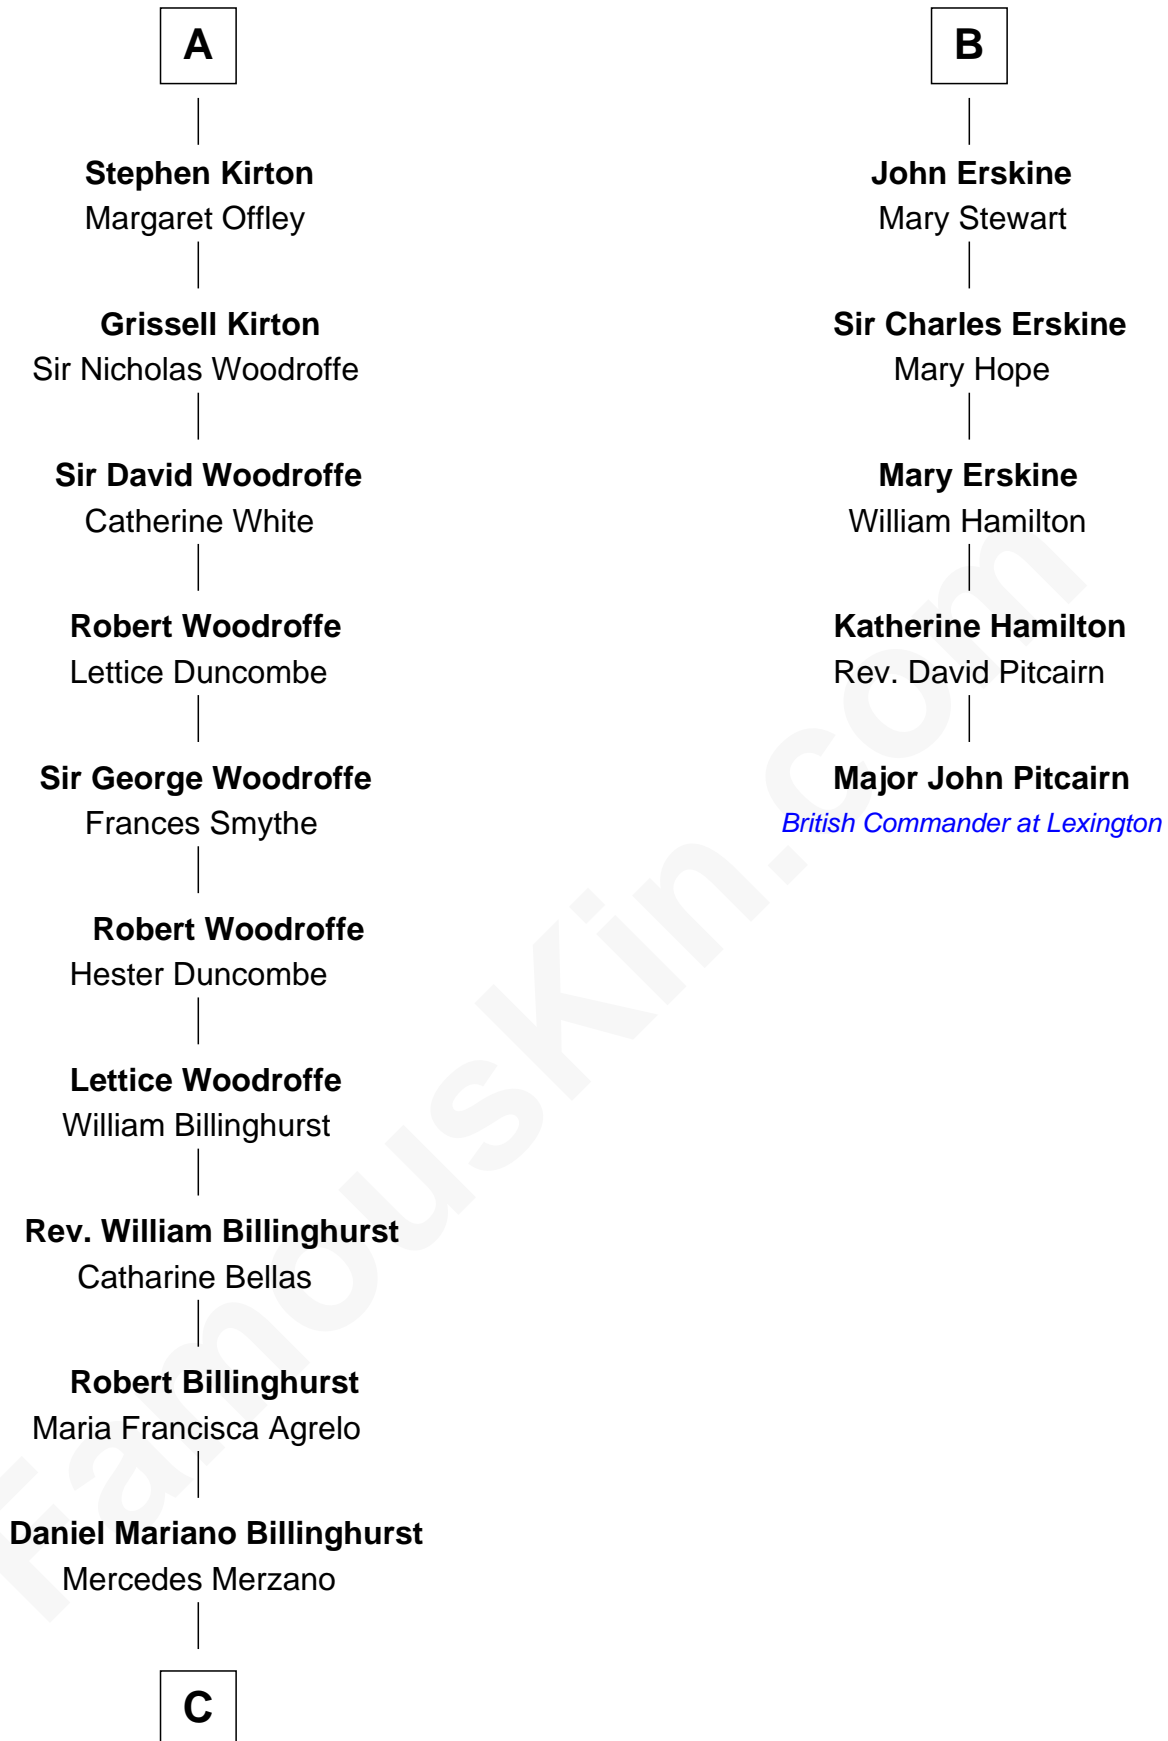 A
Stephen Kirton
Margaret Offley
Grissell Kirton
Sir Nicholas Woodroffe
Sir David Woodroffe
Catherine White
Robert Woodroffe
Lettice Duncombe
Sir George Woodroffe
Frances Smythe
Robert Woodroffe
Hester Duncombe
Lettice Woodroffe
William Billinghurst
Rev. William Billinghurst
Catharine Bellas
Robert Billinghurst
Maria Francisca Agrelo
Daniel Mariano Billinghurst
Mercedes Merzano
C
B
John Erskine
Mary Stewart
Sir Charles Erskine
Mary Hope
Mary Erskine
William Hamilton
Katherine Hamilton
Rev. David Pitcairn
Major John Pitcairn
British Commander at Lexington
FamousKin.com